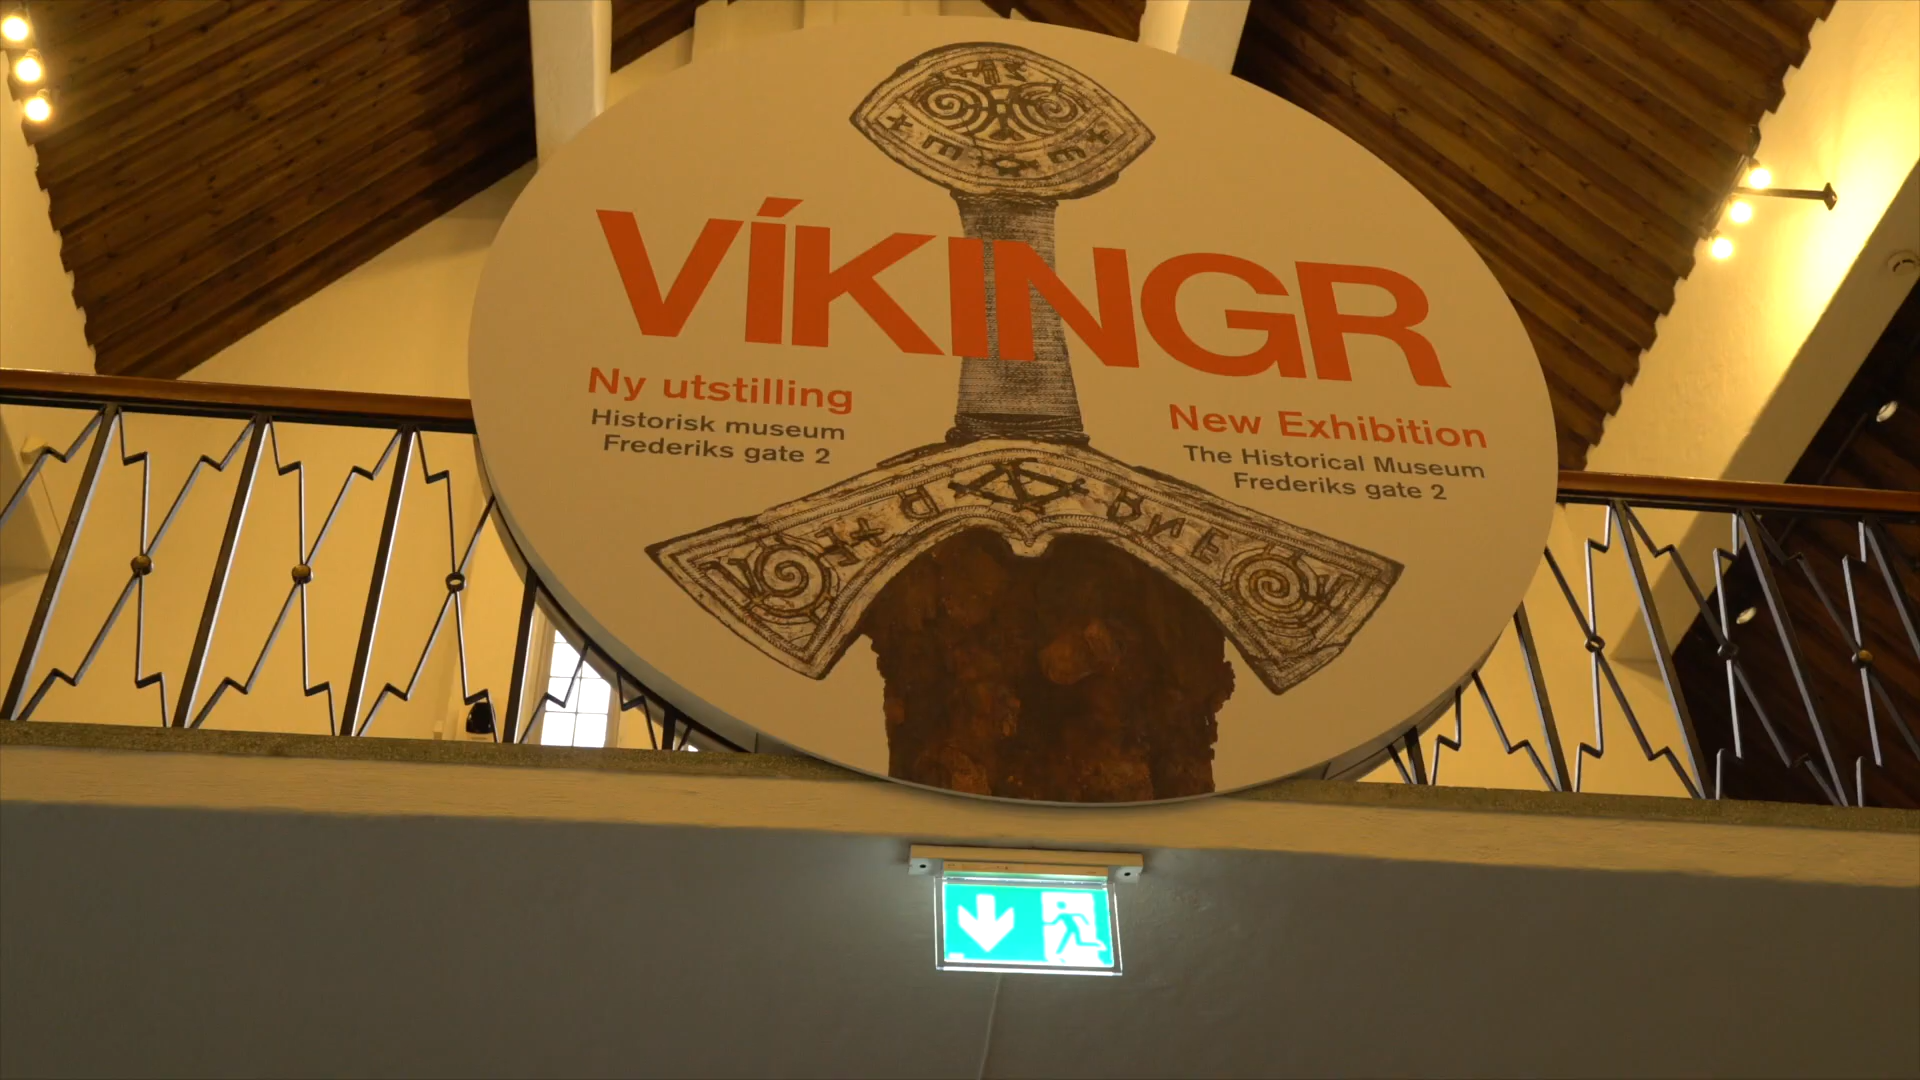 VÍKINGR
Ny utstilling
Historisk museum
Frederiks gate 2
New Exhibition
The Historical Museum
Frederiks gate 2